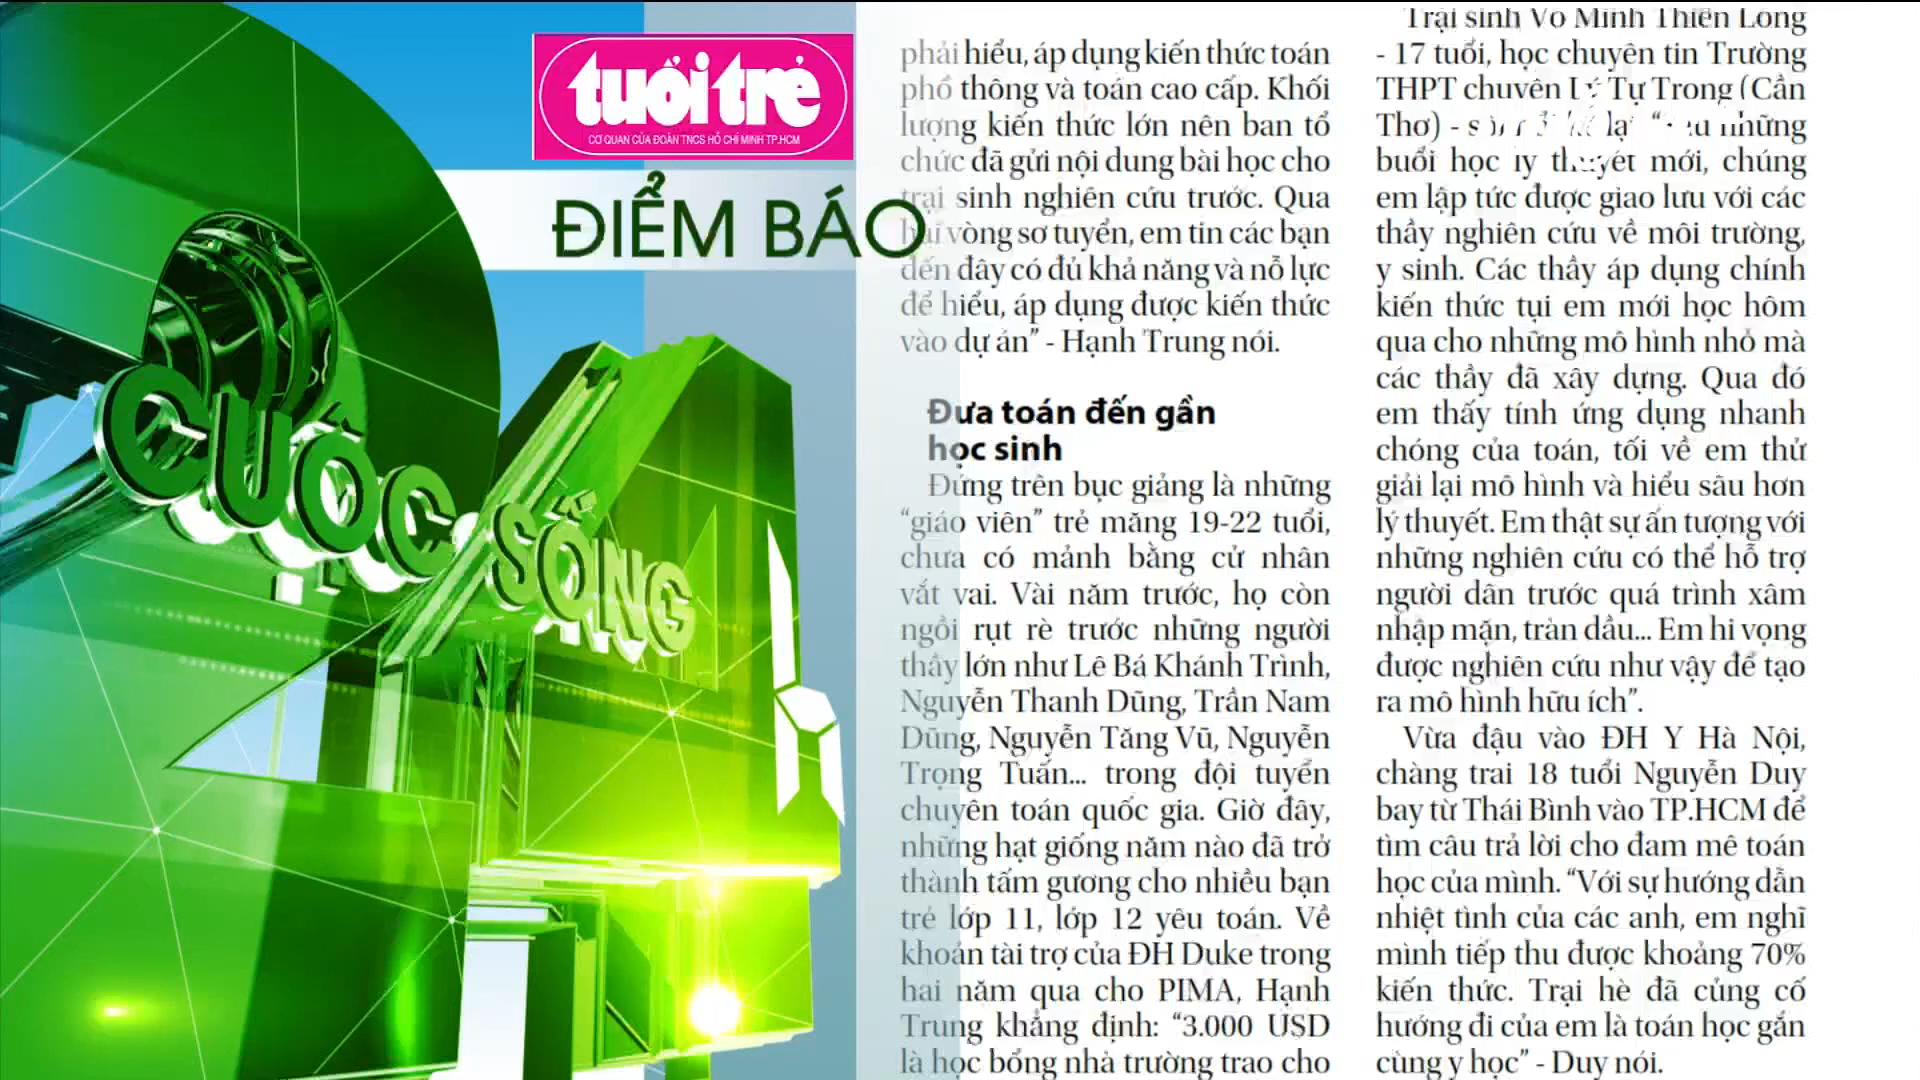 tuổi trẻ
CƠ QUAN CỦA ĐOÀN TNCS HỒ CHÍ MINH TP.HCM
ĐIỂM BÁO
CUỘC SỐNG
24h
phải hiểu, áp dụng kiến thức toán
phổ thông và toán cao cấp. Khối
lượng kiến thức lớn nên ban tổ
chức đã gửi nội dung bài học cho
trại sinh nghiên cứu trước. Qua
hai vòng sơ tuyển, em tin các bạn
đến đây có đủ khả năng và nỗ lực
để hiểu, áp dụng được kiến thức
vào dự án” - Hạnh Trung nói.
Đưa toán đến gần
học sinh
Đứng trên bục giảng là những
“giáo viên” trẻ măng 19-22 tuổi,
chưa có mảnh bằng cử nhân
vắt vai. Vài năm trước, họ còn
ngồi rụt rè trước những người
thầy lớn như Lê Bá Khánh Trình,
Nguyễn Thanh Dũng, Trần Nam
Dũng, Nguyễn Tăng Vũ, Nguyễn
Trọng Tuấn... trong đội tuyển
chuyên toán quốc gia. Giờ đây,
những hạt giống năm nào đã trở
thành tấm gương cho nhiều bạn
trẻ lớp 11, lớp 12 yêu toán. Về
khoản tài trợ của ĐH Duke trong
hai năm qua cho PIMA, Hạnh
Trung khẳng định: “3.000 USD
là học bổng nhà trường trao cho
Trại sinh Võ Minh Thiên Long
- 17 tuổi, học chuyên tin Trường
THPT chuyên Lý Tự Trọng (Cần
Thơ) - những
buổi học lý thuyết mới, chúng
em lập tức được giao lưu với các
thầy nghiên cứu về môi trường,
y sinh. Các thầy áp dụng chính
kiến thức tụi em mới học hôm
qua cho những mô hình nhỏ mà
các thầy đã xây dựng. Qua đó
em thấy tính ứng dụng nhanh
chóng của toán, tối về em thử
giải lại mô hình và hiểu sâu hơn
lý thuyết. Em thật sự ấn tượng với
những nghiên cứu có thể hỗ trợ
người dân trước quá trình xâm
nhập mặn, tràn dầu... Em hi vọng
được nghiên cứu như vậy để tạo
ra mô hình hữu ích”.
Vừa đậu vào ĐH Y Hà Nội,
chàng trai 18 tuổi Nguyễn Duy
bay từ Thái Bình vào TP.HCM để
tìm câu trả lời cho đam mê toán
học của mình. “Với sự hướng dẫn
nhiệt tình của các anh, em nghĩ
mình tiếp thu được khoảng 70%
kiến thức. Trại hè đã củng cố
hướng đi của em là toán học gắn
cùng y học” - Duy nói.